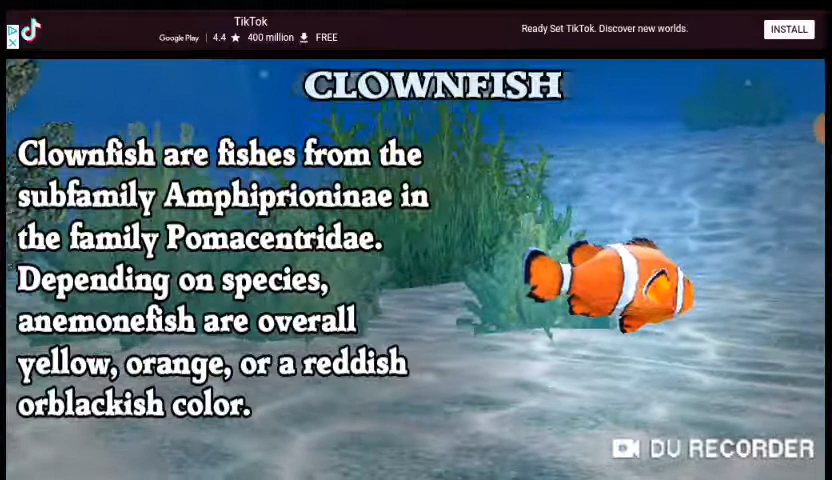 TikTok
Google Play | 4.4 ★ 400 million FREE
Ready Set TikTok. Discover new worlds.
INSTALL
CLOWNFISH
Clownfish are fishes from the
subfamily Amphiprioninae in
the family Pomacentridae.
Depending on species,
anemonefish are overall
yellow, orange, or a reddish
orblackish color.
DU RECORDER